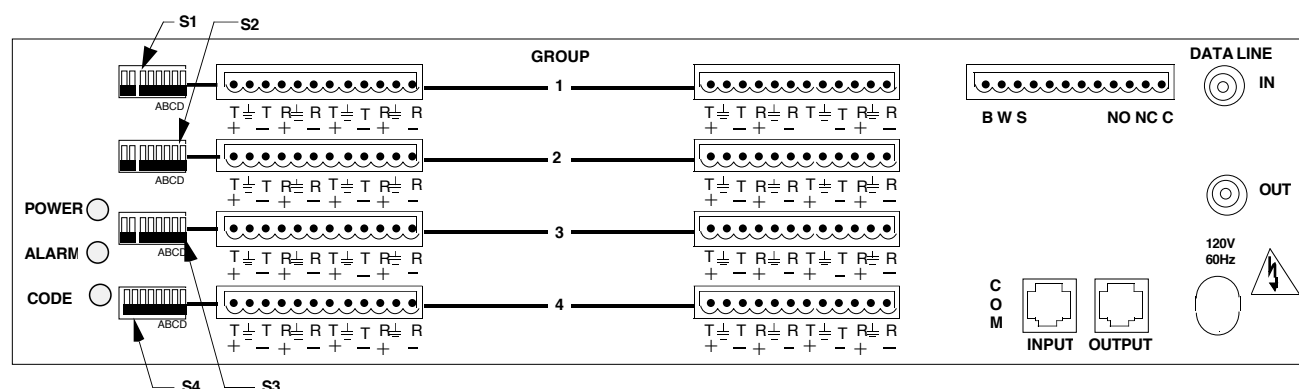 S1 S2
GROUP
DATA LINE
1
IN
ABCD
T ⏚ T R ⏚ R T ⏚ T R ⏚ R T ⏚ T R ⏚ R T ⏚ T R ⏚ R
+ − + − + − + − + − + − + − + −
B W S NO NC C
2
ABCD
T ⏚ T R ⏚ R T ⏚ T R ⏚ R T ⏚ T R ⏚ R T ⏚ T R ⏚ R
+ − + − + − + − + − + − + − + −
OUT
POWER
3
ALARM
ABCD
T ⏚ T R ⏚ R T ⏚ T R ⏚ R T ⏚ T R ⏚ R T ⏚ T R ⏚ R
+ − + − + − + − + − + − + − + −
120V
60Hz
CODE
4
COM
ABCD
T ⏚ T R ⏚ R T ⏚ T R ⏚ R T ⏚ T R ⏚ R T ⏚ T R ⏚ R
+ − + − + − + − + − + − + − + −
INPUT OUTPUT
S4 S3